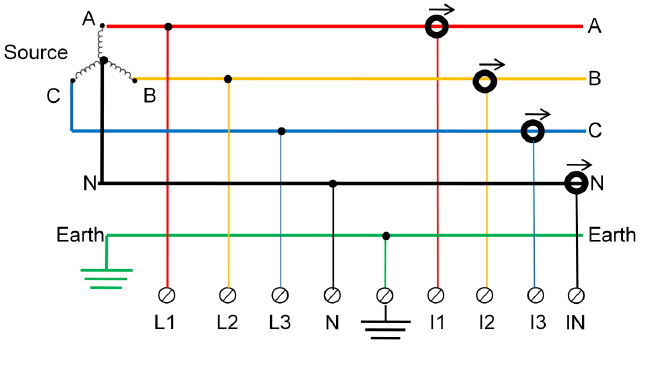 A A
Source
B
C B
C
N N
Earth Earth
L1 L2 L3 N I1 I2 I3 IN